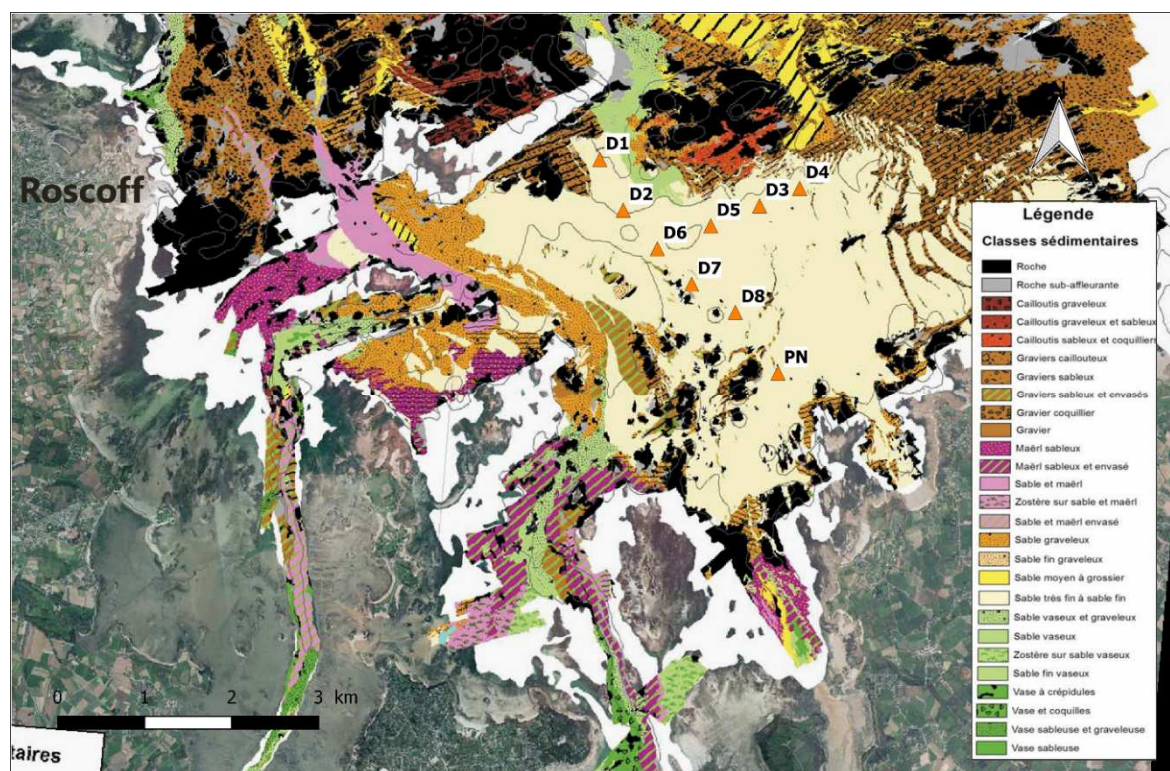 D1
D4
Roscoff
D3
D2
D5
D6
D7
D8
PN
Légende
Classes sédimentaires
Roche
Roche sub-affleurante
Cailloutis graveleux
Cailloutis graveleux et sableux
Cailloutis sableux et coquilliers
Graviers caillouteux
Graviers sableux
Graviers sableux et envasés
Gravier coquillier
Gravier
Maërl sableux
Maërl sableux et envasé
Sable et maërl
Zostère sur sable et maërl
Sable et maërl envasé
Sable graveleux
Sable fin graveleux
Sable moyen à grossier
Sable très fin à sable fin
Sable vaseux et graveleux
Sable vaseux
Zostère sur sable vaseux
Sable fin vaseux
Vase à crépidules
Vase et coquilles
Vase sableuse et graveleuse
Vase sableuse
0 1 2 3 km
taires